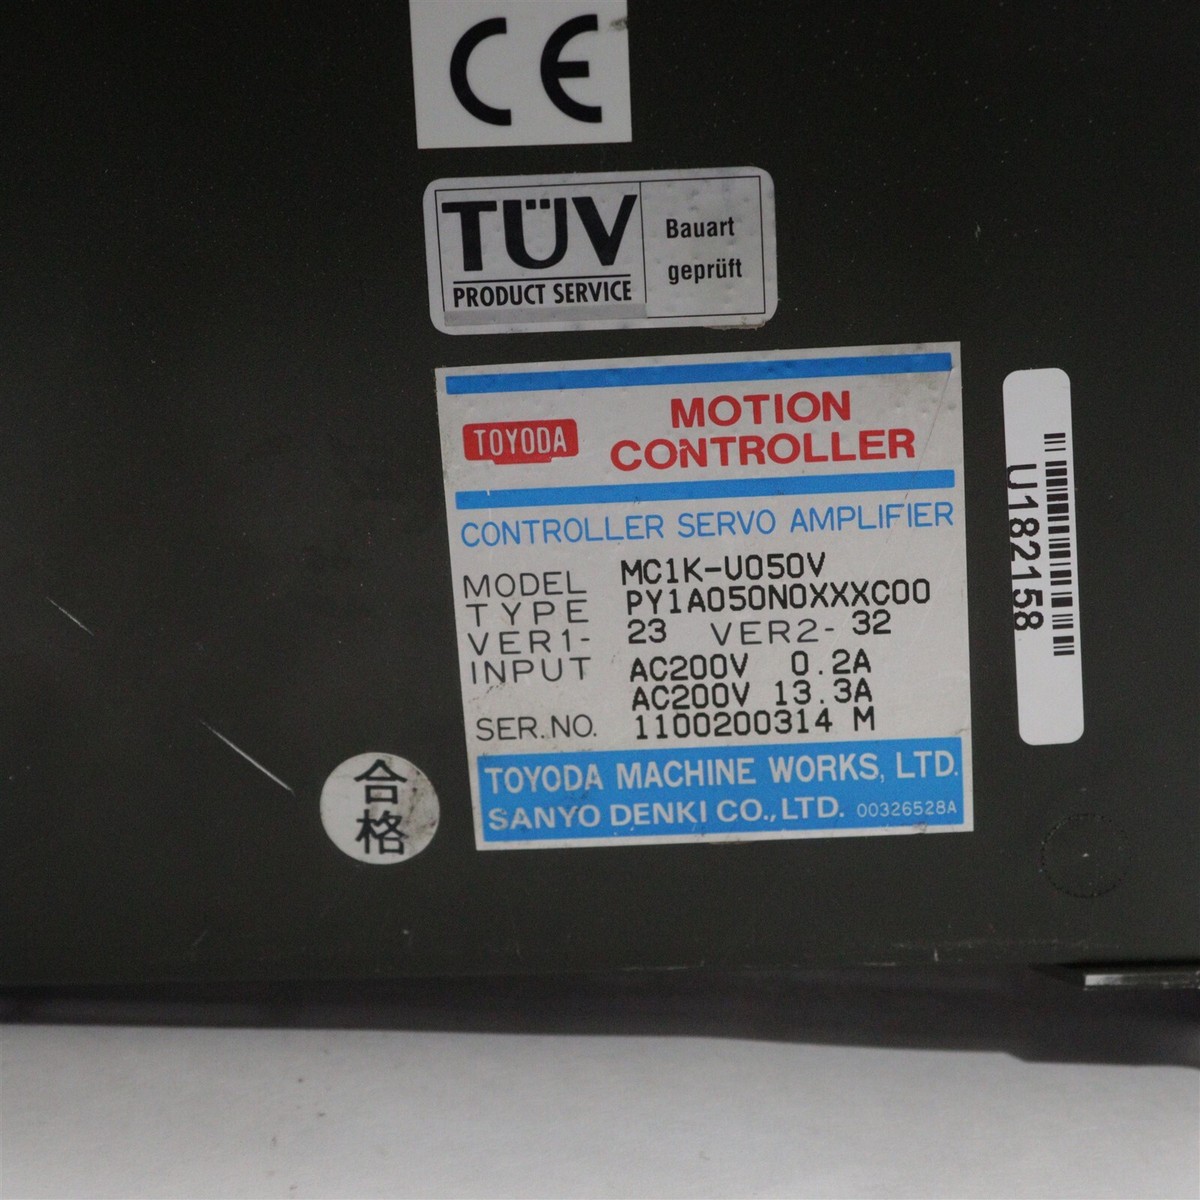 CE
TÜV
PRODUCT SERVICE
Bauart
geprüft
TOYODA
MOTION
CONTROLLER
CONTROLLER SERVO AMPLIFIER
MODEL MC1K-U050V
TYPE PY1A050N0XXXC00
VER1- 23 VER2- 32
INPUT AC200V 0.2A
AC200V 13.3A
SER.NO. 1100200314 M
TOYODA MACHINE WORKS, LTD.
SANYO DENKI CO., LTD. 00326528A
U182158
合
格